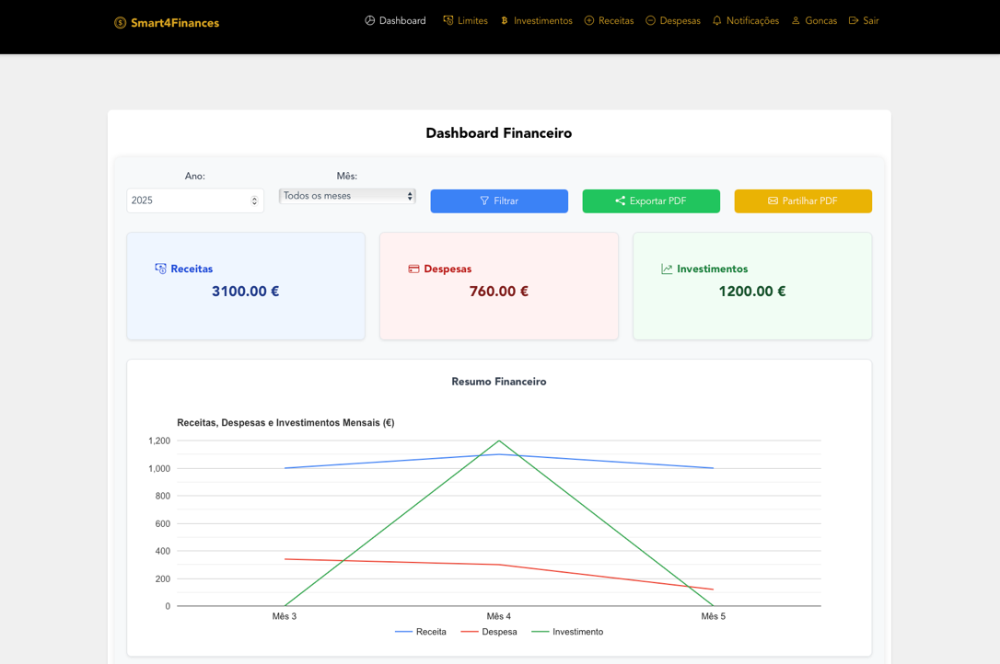 Smart4Finances
Dashboard Limites Investimentos Receitas Despesas Notificações Goncas Sair
Dashboard Financeiro
Ano: Mês:
2025 Todos os meses Filtrar Exportar PDF Partilhar PDF
Receitas Despesas Investimentos
3100.00 € 760.00 € 1200.00 €
Resumo Financeiro
Receitas, Despesas e Investimentos Mensais (€)
1,200
1,000
800
600
400
200
0
Mês 3 Mês 4 Mês 5
Receita Despesa Investimento